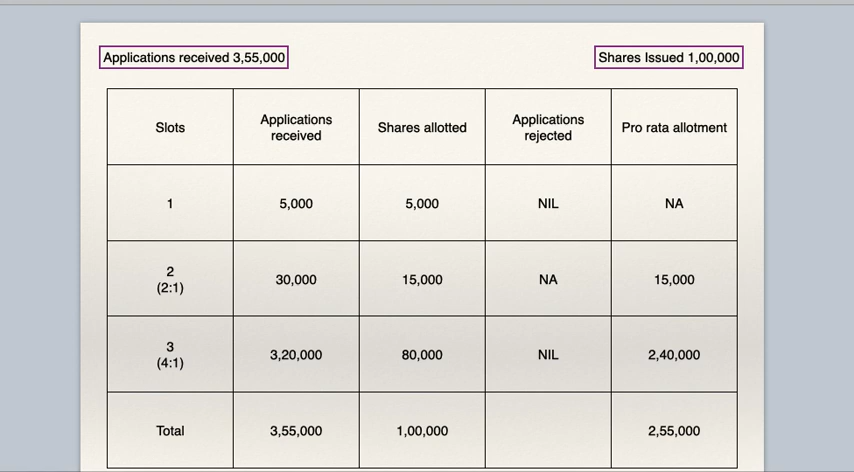 Applications received 3,55,000
Shares Issued 1,00,000
Slots
Applications
received
Shares allotted
Applications
rejected
Pro rata allotment
1
5,000
5,000
NIL
NA
2
(2:1)
30,000
15,000
NA
15,000
3
(4:1)
3,20,000
80,000
NIL
2,40,000
Total
3,55,000
1,00,000
2,55,000